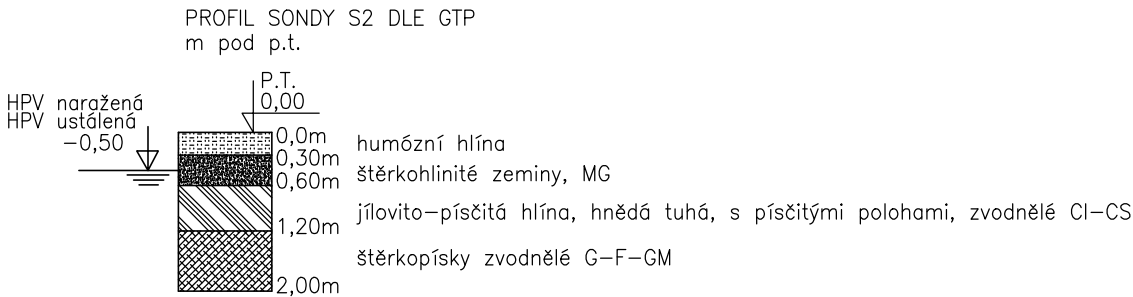 PROFIL SONDY S2 DLE GTP
m pod p.t.
P.T.
0,00
HPV naražená
HPV ustálená
-0,50
0,0m
humózní hlína
0,30m
štěrkohlinité zeminy, MG
0,60m
jílovito-písčitá hlína, hnědá tuhá, s písčitými polohami, zvodnělé CI-CS
1,20m
štěrkopísky zvodnělé G-F-GM
2,00m